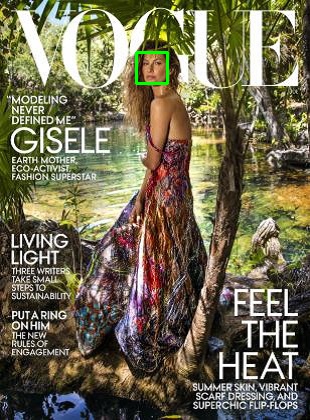 VOGUE
"MODELING
NEVER
DEFINED ME"
GISELE
EARTH MOTHER,
ECO-ACTIVIST,
FASHION SUPERSTAR
LIVING
LIGHT
THREE WRITERS
TAKE SMALL
STEPS TO
SUSTAINABILITY
PUT A RING
ON HIM
THE NEW
RULES OF
ENGAGEMENT
FEEL
THE
HEAT
SUMMER SKIN, VIBRANT
SCARF DRESSING, AND
SUPERCHIC FLIP-FLOPS